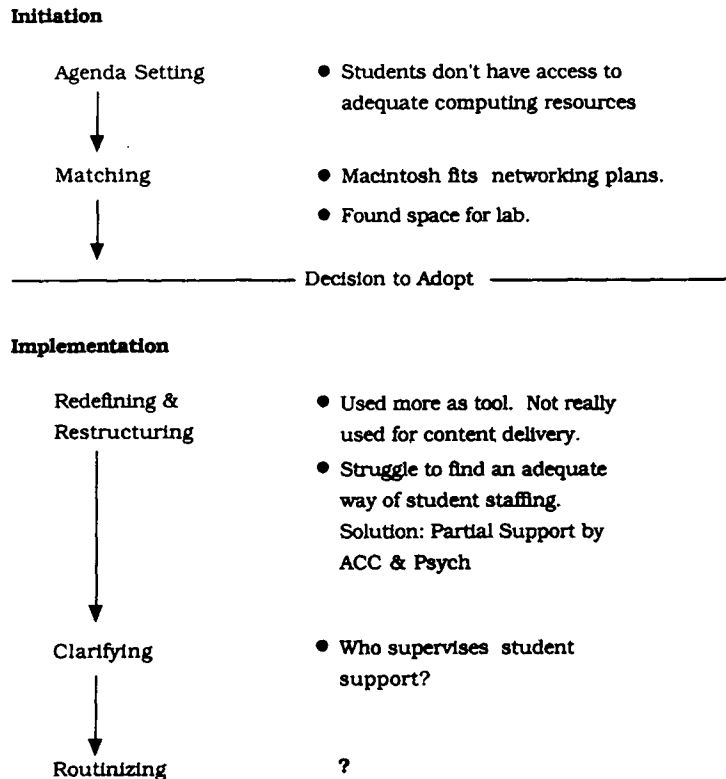 Initiation
Agenda Setting
● Students don't have access to
adequate computing resources
Matching
● Macintosh fits networking plans.
● Found space for lab.
Decision to Adopt
Implementation
Redefining &
Restructuring
● Used more as tool. Not really
used for content delivery.
● Struggle to find an adequate
way of student staffing.
Solution: Partial Support by
ACC & Psych
Clarifying
● Who supervises student
support?
Routinizing
?